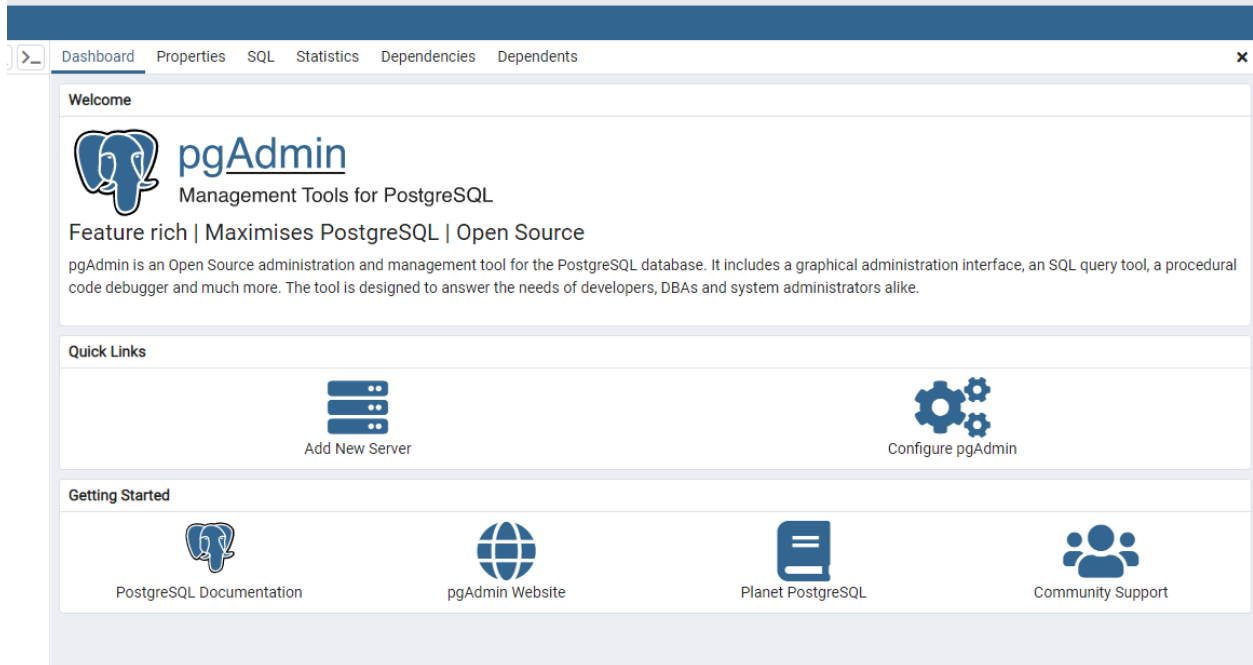 Dashboard Properties SQL Statistics Dependencies Dependents
Welcome
pgAdmin
Management Tools for PostgreSQL
Feature rich | Maximises PostgreSQL | Open Source
pgAdmin is an Open Source administration and management tool for the PostgreSQL database. It includes a graphical administration interface, an SQL query tool, a procedural
code debugger and much more. The tool is designed to answer the needs of developers, DBAs and system administrators alike.
Quick Links
Add New Server
Configure pgAdmin
Getting Started
PostgreSQL Documentation
pgAdmin Website
Planet PostgreSQL
Community Support